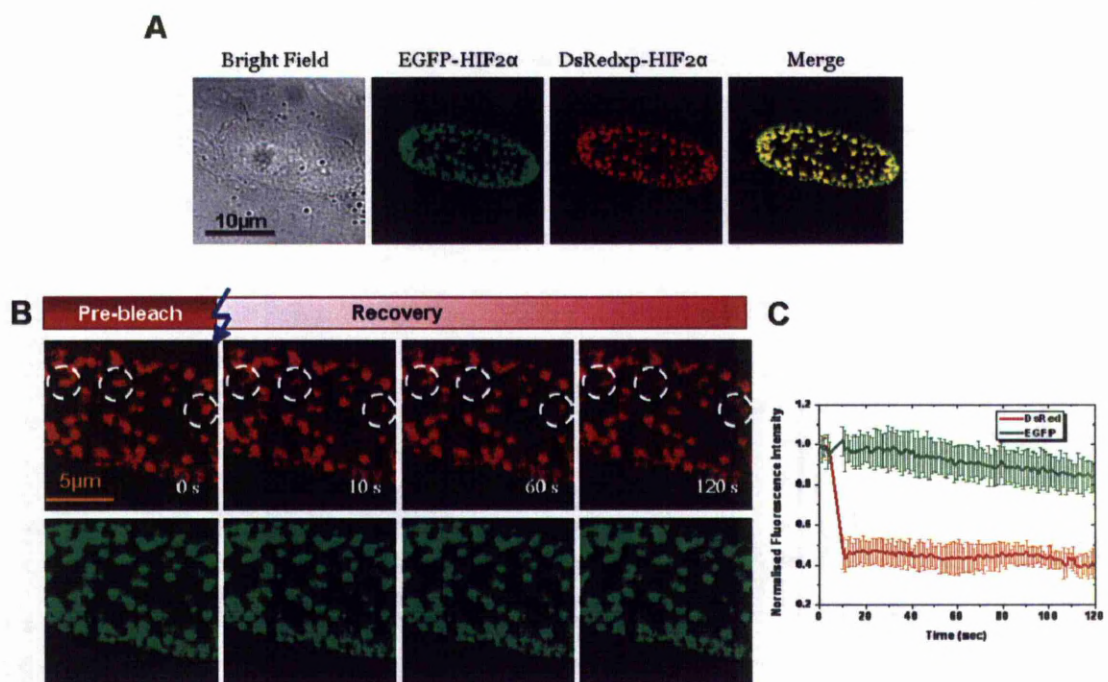 A
Bright Field
EGFP-HIF2α
DsRedxp-HIF2α
Merge
10µm
B
Pre-bleach
Recovery
5µm
0 s
10 s
60 s
120 s
C
DsRed
EGFP
Normalised Fluorescence Intensity
1.2
1.0
0.8
0.6
0.4
0.2
0 20 40 60 80 100 120
Time (sec)